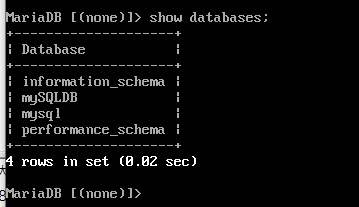 MariaDB [(none)]> show databases;
+--------------------+
| Database           |
+--------------------+
| information_schema |
| mySQLDB            |
| mysql              |
| performance_schema |
+--------------------+
4 rows in set (0.02 sec)
MariaDB [(none)]>